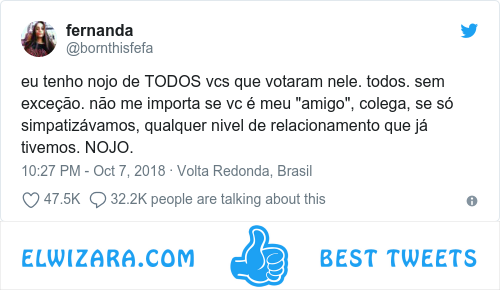 fernanda
@bornthisfefa
eu tenho nojo de TODOS vcs que votaram nele. todos. sem
exceção. não me importa se vc é meu "amigo", colega, se só
simpatizávamos, qualquer nivel de relacionamento que já
tivemos. NOJO.
10:27 PM - Oct 7, 2018 · Volta Redonda, Brasil
47.5K 32.2K people are talking about this
ELWIZARA.COM BEST TWEETS